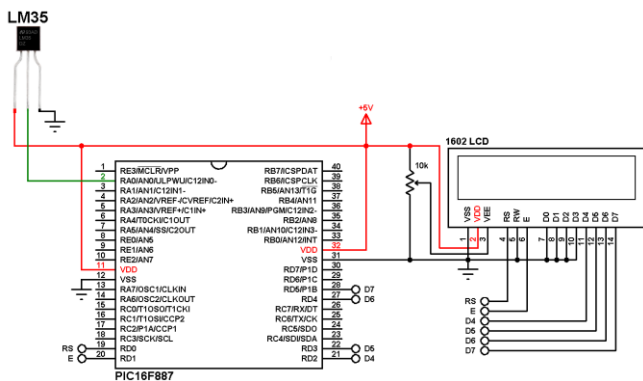 LM35
+5V
1602 LCD
10k
VSS
VDD
VEE
RS
RW
E
D0
D1
D2
D3
D4
D5
D6
D7
1 2 3 4 5 6 7 8 9 10 11 12 13 14
1 RE3/MCLR/VPP RB7/ICSPDAT 40
2 RA0/AN0/ULPWU/C12IN0- RB6/ICSPCLK 39
3 RA1/AN1/C12IN1- RB5/AN13/T1G 38
4 RA2/AN2/VREF-/CVREF/C2IN+ RB4/AN11 37
5 RA3/AN3/VREF+/C1IN+ RB3/AN9/PGM/C12IN2- 36
6 RA4/T0CKI/C1OUT RB2/AN8 35
7 RA5/AN4/SS/C2OUT RB1/AN10/C12IN3- 34
8 RE0/AN5 RB0/AN12/INT 33
9 RE1/AN6 VDD 32
10 RE2/AN7 VSS 31
11 VDD RD7/P1D 30
12 VSS RD6/P1C 29
13 RA7/OSC1/CLKIN RD5/P1B 28 D7
14 RA6/OSC2/CLKOUT RD4 27 D6
15 RC0/T1OSO/T1CKI RC7/RX/DT 26
16 RC1/T1OSI/CCP2 RC6/TX/CK 25
17 RC2/P1A/CCP1 RC5/SDO 24
18 RC3/SCK/SCL RC4/SDI/SDA 23
RS 19 RD0 RD3 22 D5
E 20 RD1 RD2 21 D4
PIC16F887
RS
E
D4
D5
D6
D7